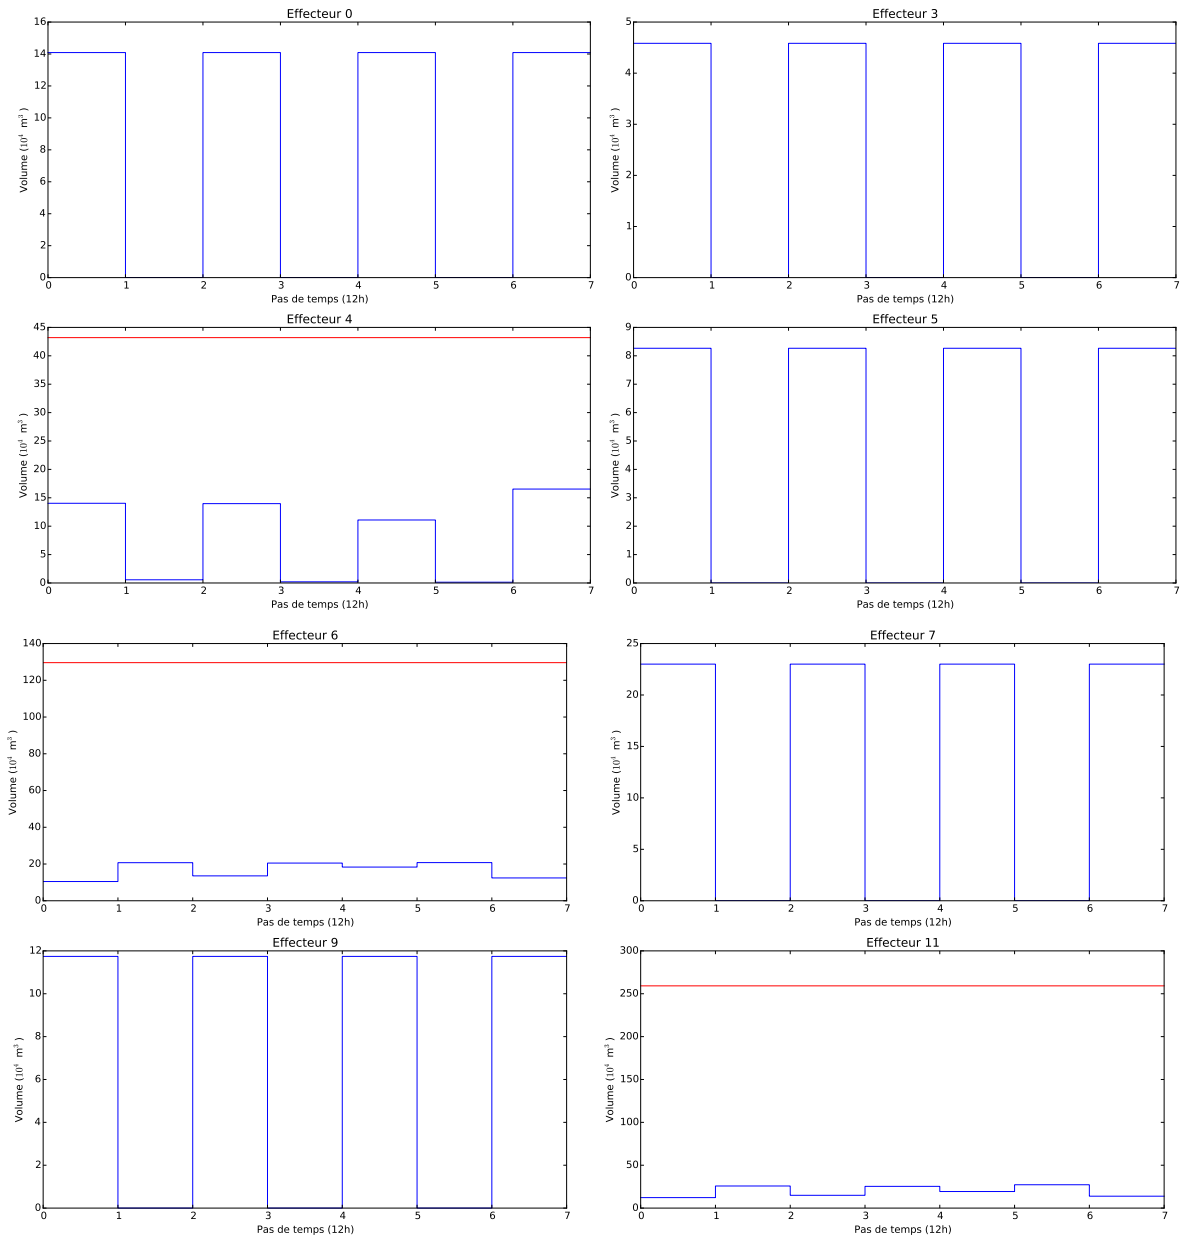 Effecteur 0
16
14
12
10
8
6
4
2
0
Volume (10⁴ m³)
0 1 2 3 4 5 6 7
Pas de temps (12h)
Effecteur 3
5
4
3
2
1
0
Volume (10⁴ m³)
0 1 2 3 4 5 6 7
Pas de temps (12h)
Effecteur 4
45
40
35
30
25
20
15
10
5
0
Volume (10⁴ m³)
0 1 2 3 4 5 6 7
Pas de temps (12h)
Effecteur 5
9
8
7
6
5
4
3
2
1
0
Volume (10⁴ m³)
0 1 2 3 4 5 6 7
Pas de temps (12h)
Effecteur 6
140
120
100
80
60
40
20
0
Volume (10⁴ m³)
0 1 2 3 4 5 6 7
Pas de temps (12h)
Effecteur 7
25
20
15
10
5
0
Volume (10⁴ m³)
0 1 2 3 4 5 6 7
Pas de temps (12h)
Effecteur 9
12
10
8
6
4
2
0
Volume (10⁴ m³)
0 1 2 3 4 5 6 7
Pas de temps (12h)
Effecteur 11
300
250
200
150
100
50
0
Volume (10⁴ m³)
0 1 2 3 4 5 6 7
Pas de temps (12h)